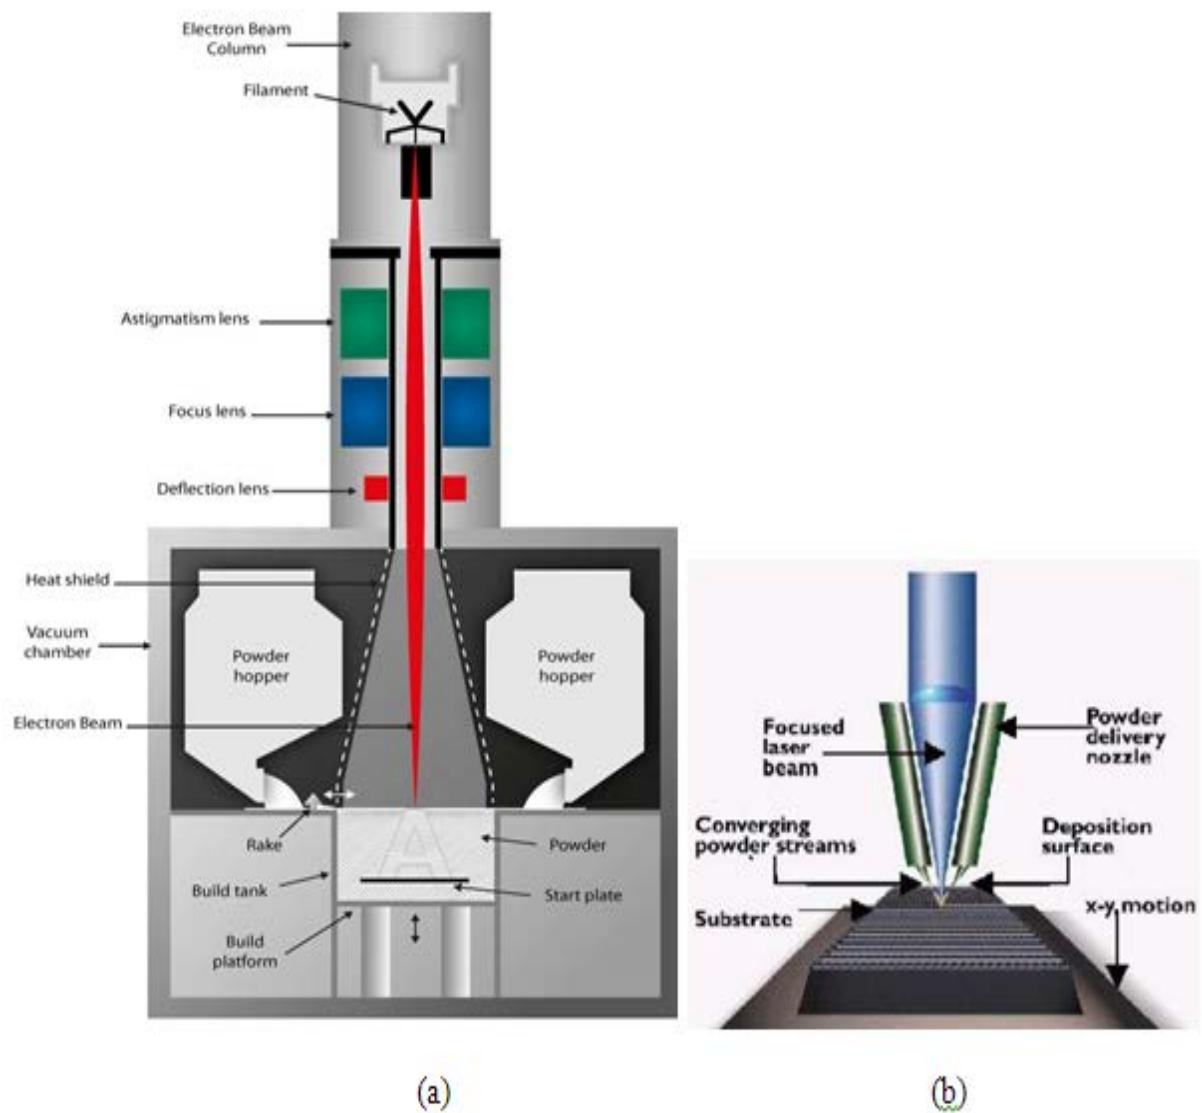 Electron Beam
Column
Filament
Astigmatism lens
Focus lens
Deflection lens
Heat shield
Vacuum
chamber
Powder
hopper
Powder
hopper
Electron Beam
Rake
Powder
Build tank
Start plate
Build
platform
Focused
laser
beam
Powder
delivery
nozzle
Converging
powder streams
Deposition
surface
Substrate
x-y motion
(a)
(b)